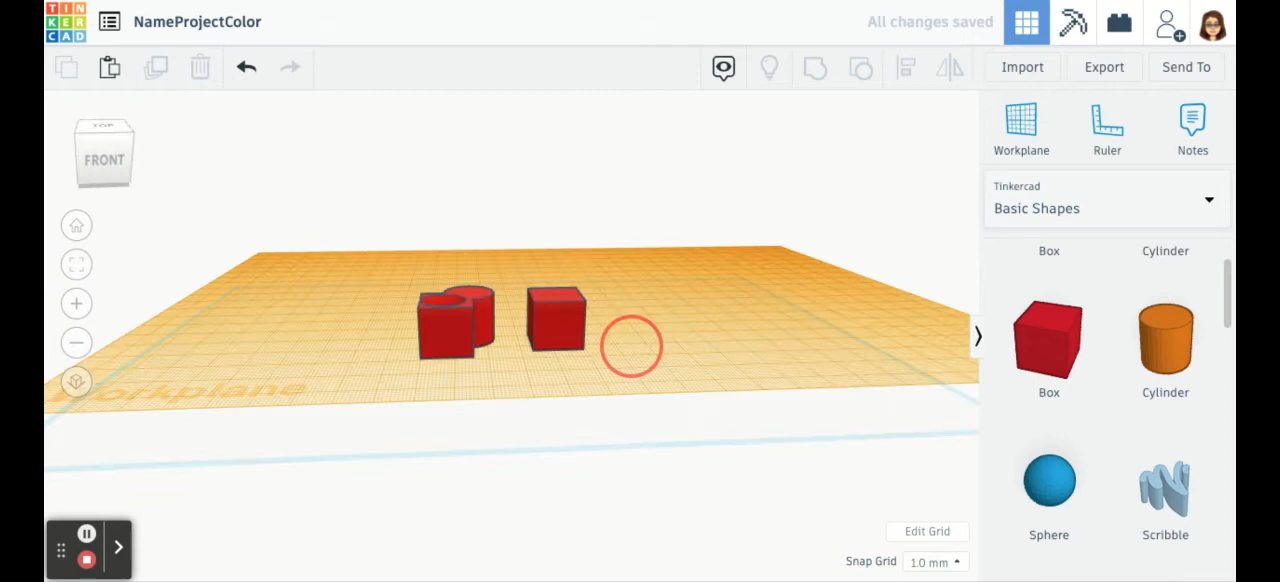 TIN
KER
CAD
NameProjectColor
All changes saved
Import
Export
Send To
TOP
FRONT
Workplane
Ruler
Notes
Tinkercad
Basic Shapes
Box
Cylinder
Box
Cylinder
Sphere
Scribble
Workplane
Edit Grid
Snap Grid
1.0 mm